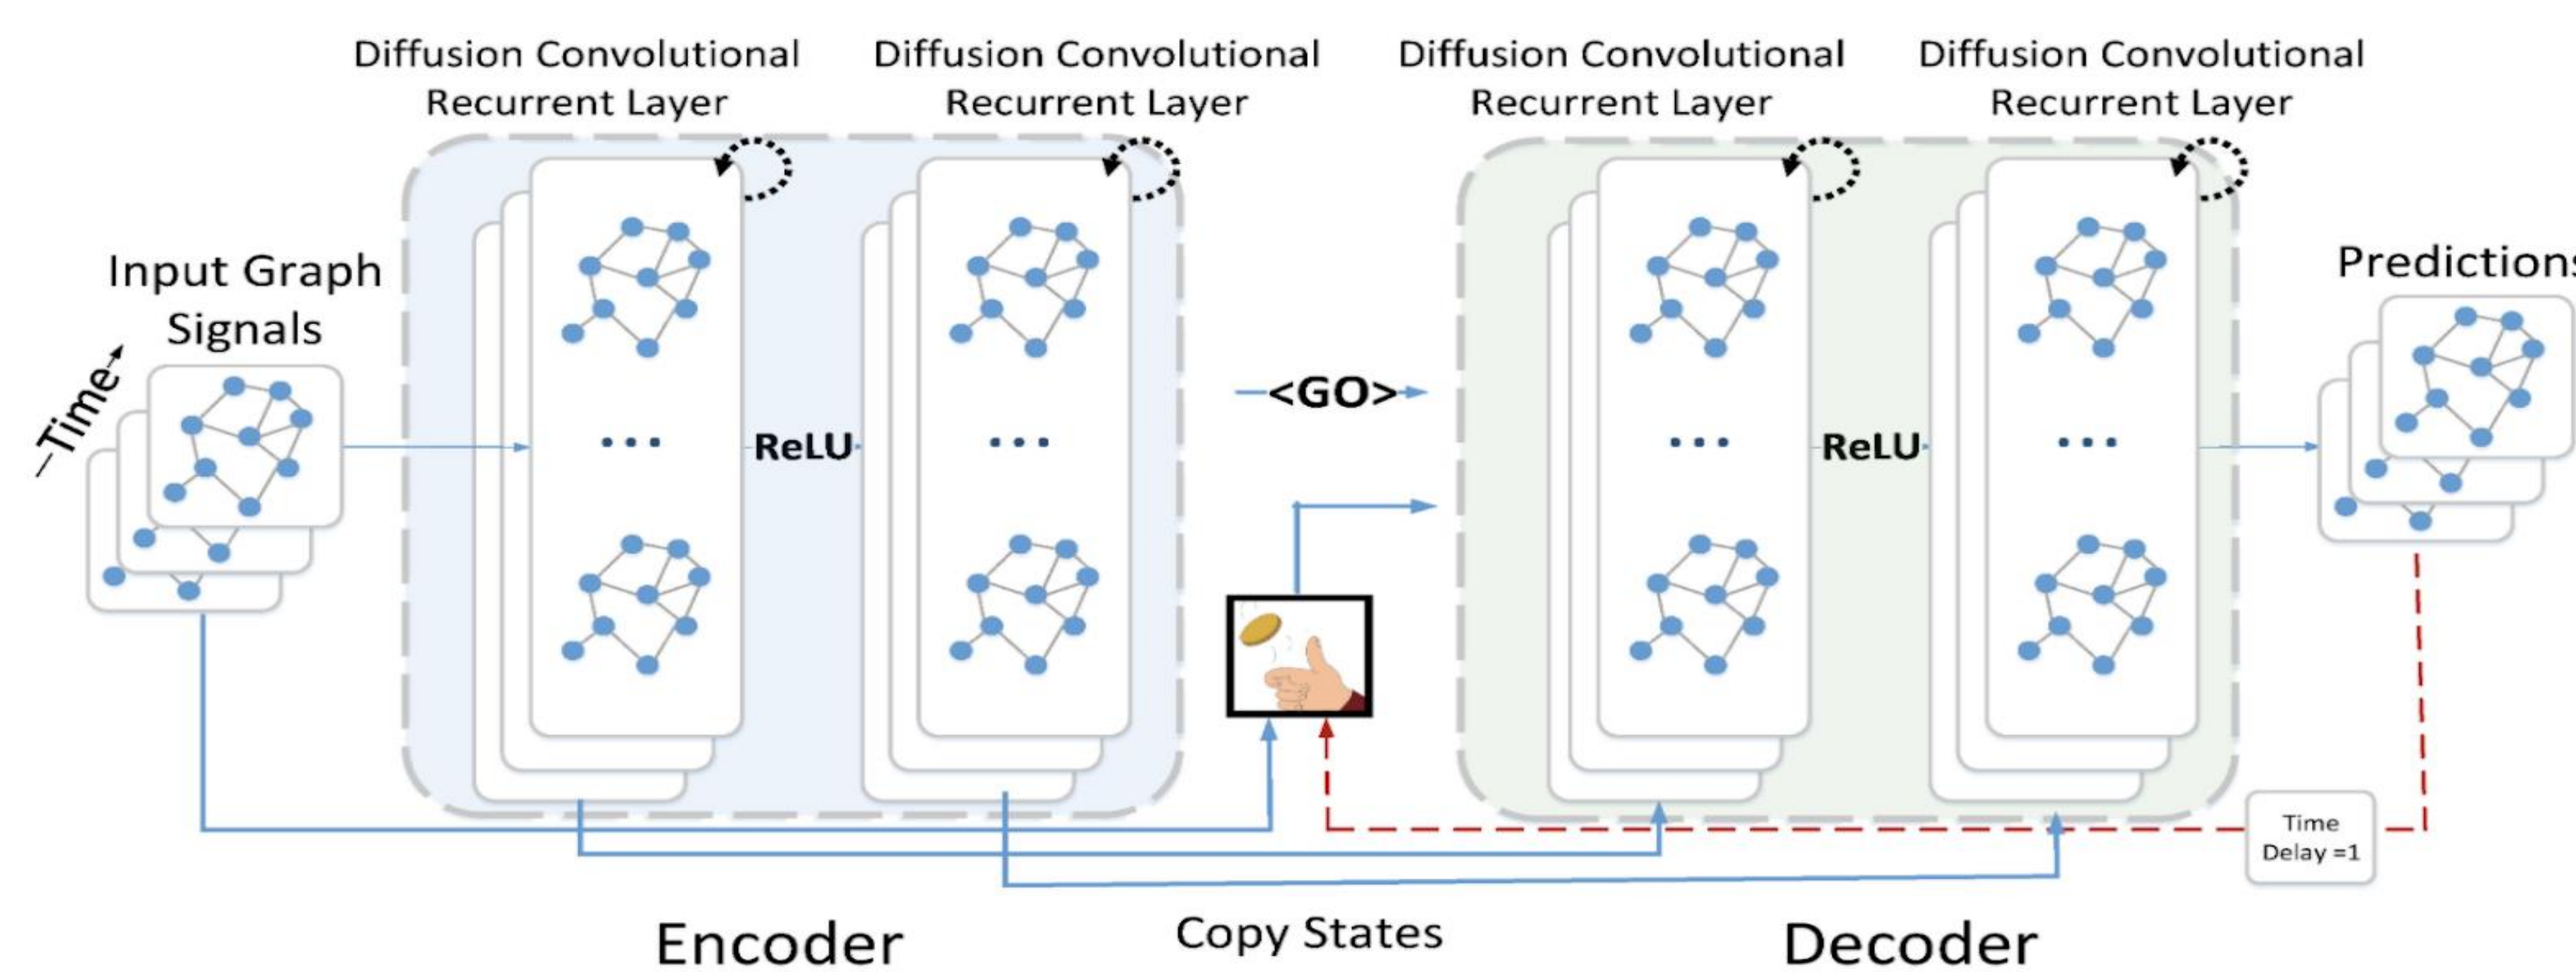 Diffusion Convolutional
Recurrent Layer
Diffusion Convolutional
Recurrent Layer
Diffusion Convolutional
Recurrent Layer
Diffusion Convolutional
Recurrent Layer
Input Graph
Signals
Time
ReLU
<GO>
ReLU
Predictions
Time
Delay =1
Encoder
Copy States
Decoder